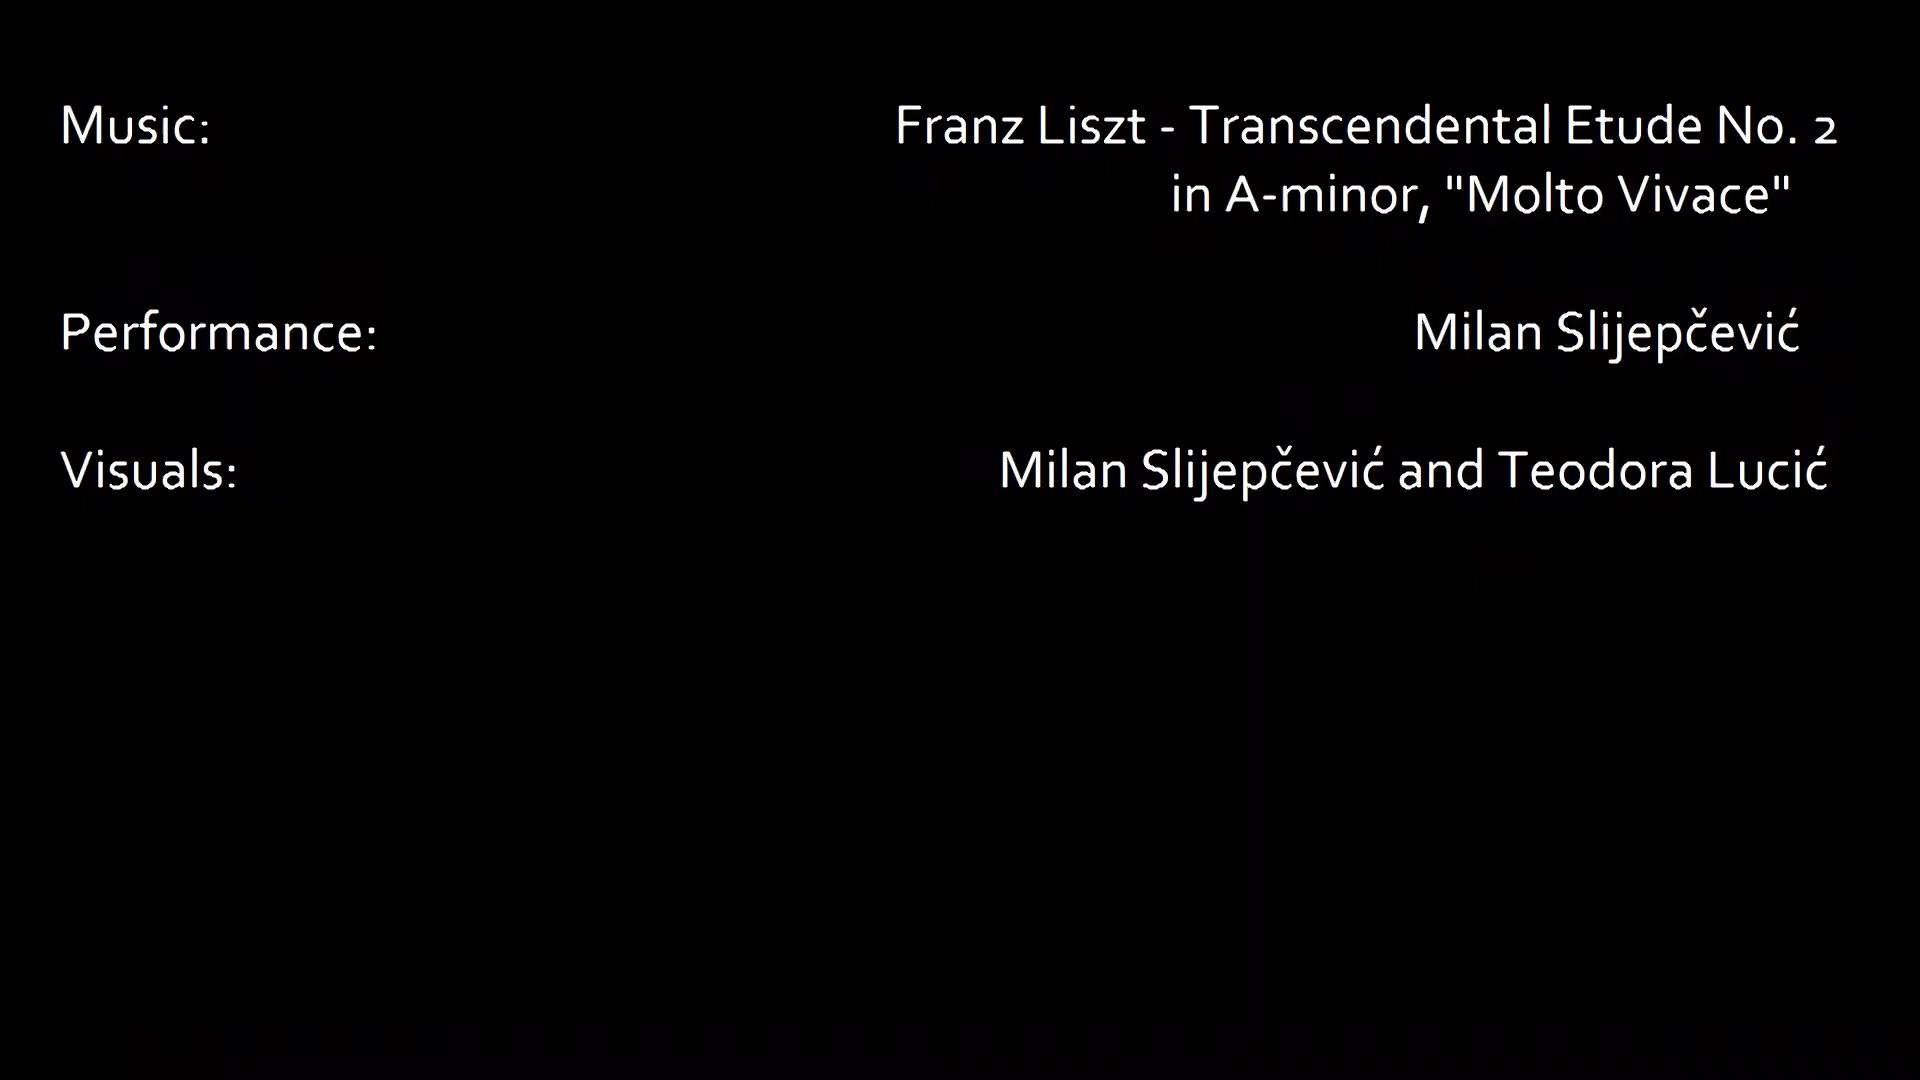 Music: Franz Liszt - Transcendental Etude No. 2
in A-minor, "Molto Vivace"
Performance: Milan Slijepčević
Visuals: Milan Slijepčević and Teodora Lucić